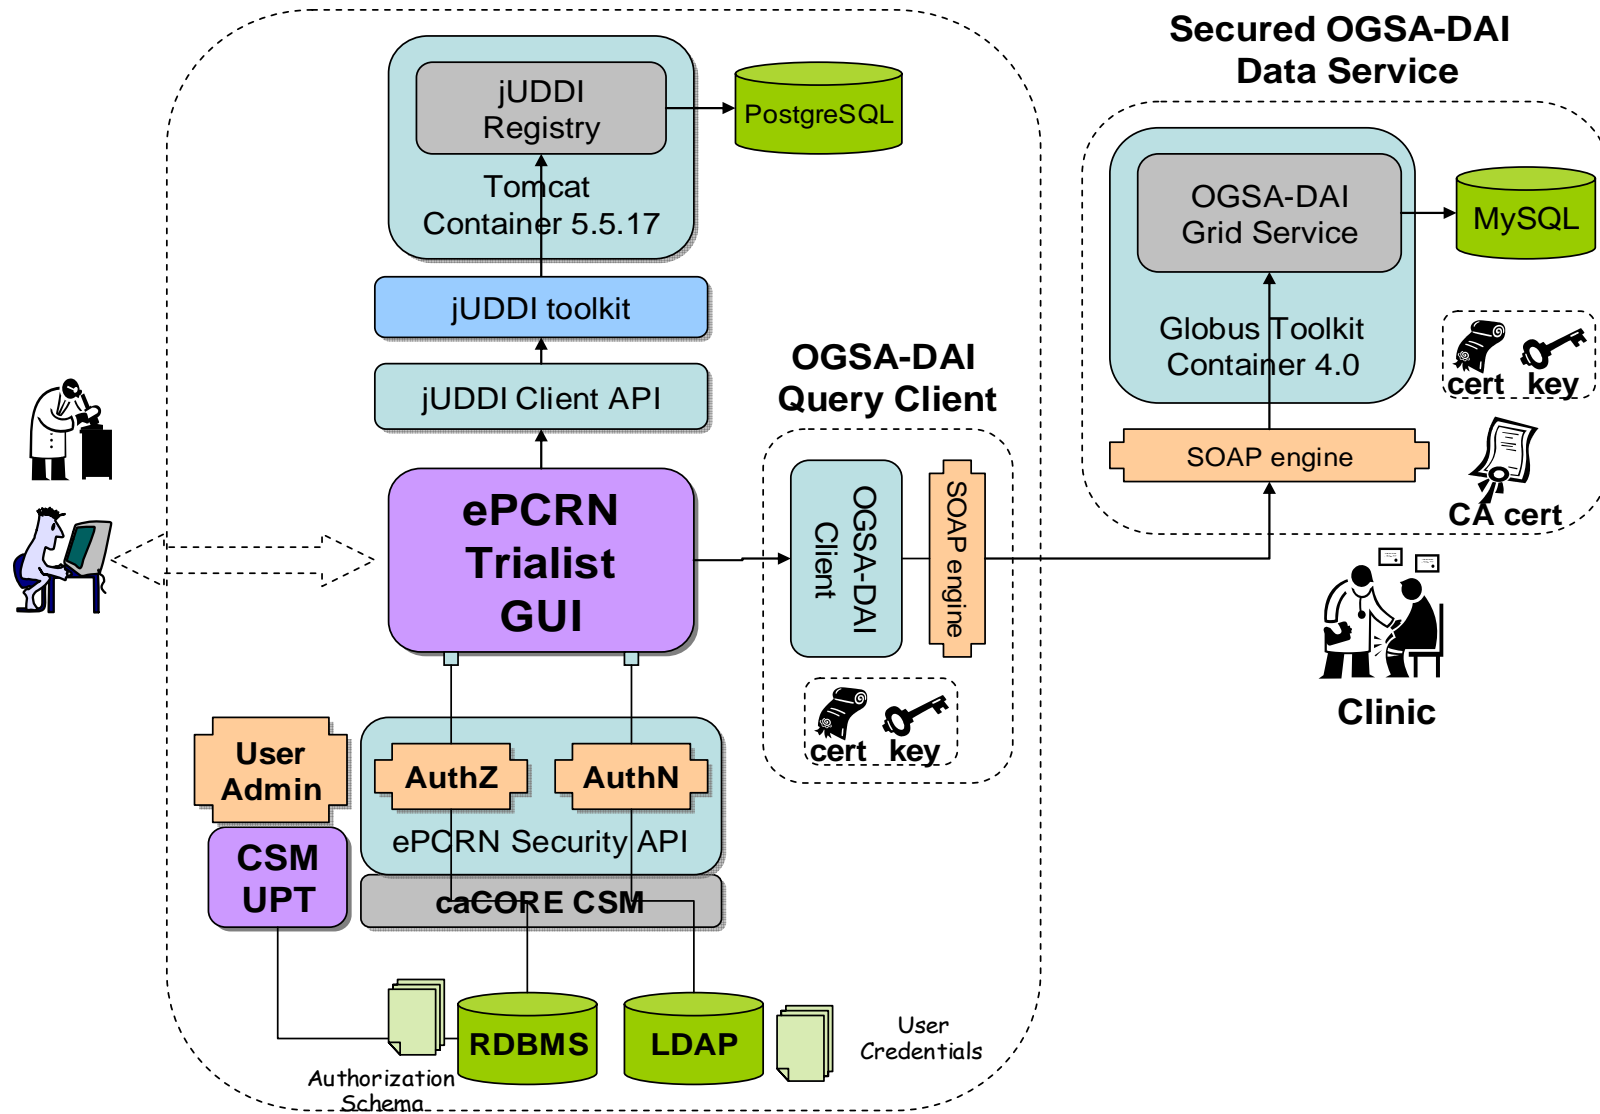 Secured OGSA-DAI
Data Service
jUDDI
Registry
Tomcat
Container 5.5.17
PostgreSQL
OGSA-DAI
Grid Service
MySQL
Globus Toolkit
Container 4.0
cert key
SOAP engine
CA cert
Clinic
jUDDI toolkit
jUDDI Client API
OGSA-DAI
Query Client
ePCRN
Trialist
GUI
OGSA-DAI
Client
SOAP engine
cert key
User
Admin
CSM
UPT
AuthZ
AuthN
ePCRN Security API
caCORE CSM
RDBMS
LDAP
Authorization
Schema
User
Credentials